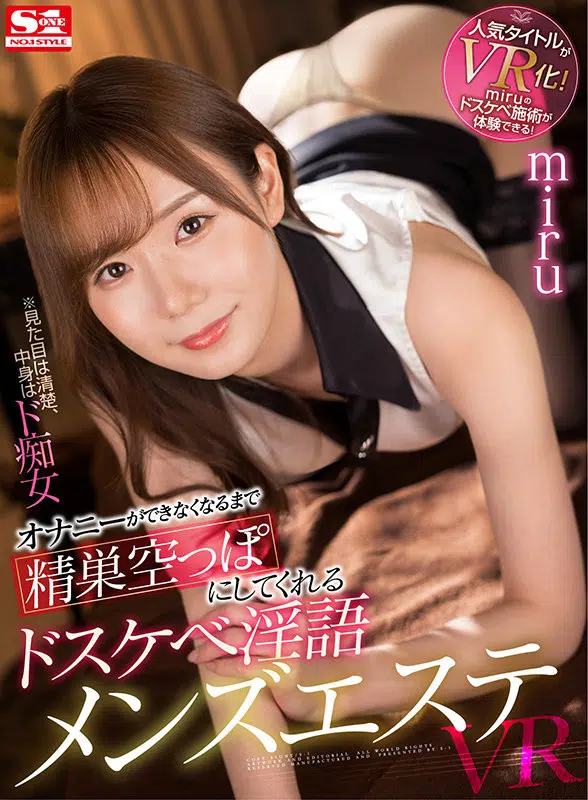 S1
ONE
NO.1 STYLE
人気タイトルが
VR化!
miruの
ドスケベ施術が
体験できる!
miru
※見た目は清楚、
中身はド痴女
オナニーができなくなるまで
精巣空っぽ
にしてくれる
ドスケベ淫語
メンズエステ
VR